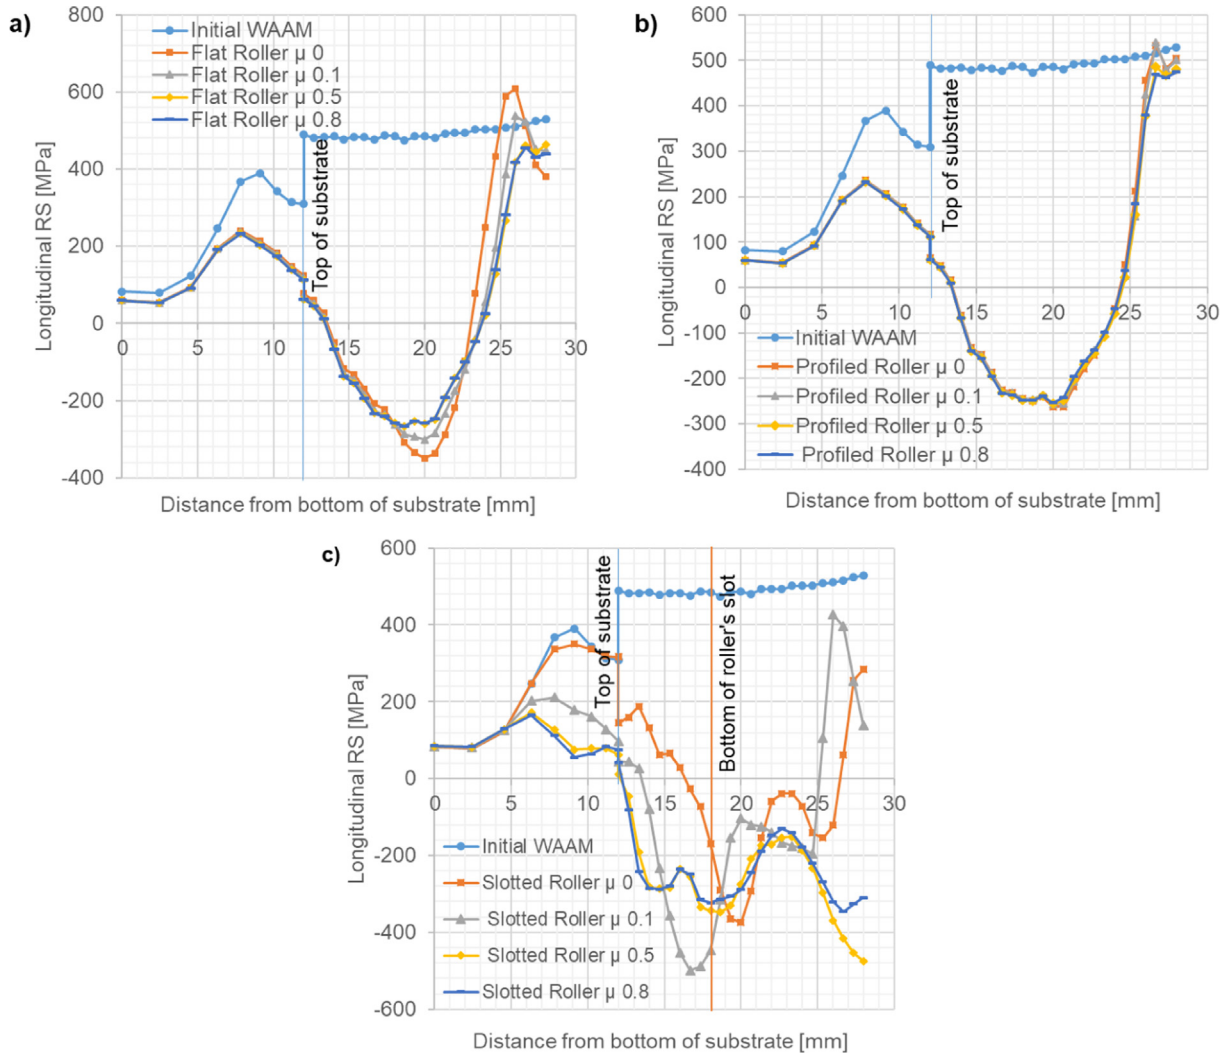 a)
800
600
400
200
0
-200
-400
0
5
10
15
20
25
30
Longitudinal RS [MPa]
Distance from bottom of substrate [mm]
Initial WAAM
Flat Roller μ 0
Flat Roller μ 0.1
Flat Roller μ 0.5
Flat Roller μ 0.8
Top of substrate
b)
600
500
400
300
200
100
0
-100
-200
-300
-400
0
5
10
15
20
25
30
Longitudinal RS [MPa]
Distance from bottom of substrate [mm]
Top of substrate
Initial WAAM
Profiled Roller μ 0
Profiled Roller μ 0.1
Profiled Roller μ 0.5
Profiled Roller μ 0.8
c)
600
400
200
0
-200
-400
-600
0
5
10
15
20
25
30
Longitudinal RS [MPa]
Distance from bottom of substrate [mm]
Top of substrate
Bottom of roller's slot
Initial WAAM
Slotted Roller μ 0
Slotted Roller μ 0.1
Slotted Roller μ 0.5
Slotted Roller μ 0.8